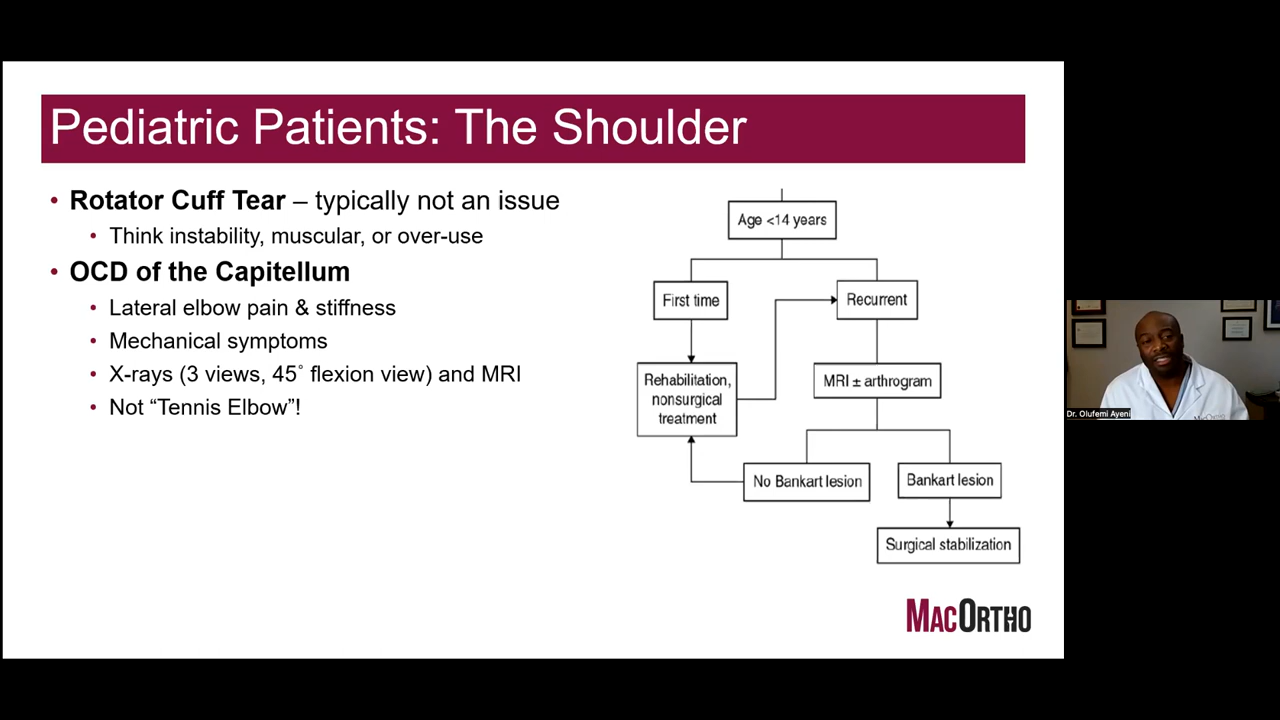 Pediatric Patients: The Shoulder
• Rotator Cuff Tear – typically not an issue
• Think instability, muscular, or over-use
• OCD of the Capitellum
• Lateral elbow pain & stiffness
• Mechanical symptoms
• X-rays (3 views, 45˚ flexion view) and MRI
• Not “Tennis Elbow”!
Age <14 years
First time
Recurrent
Rehabilitation,
nonsurgical
treatment
MRI ± arthrogram
No Bankart lesion
Bankart lesion
Surgical stabilization
MACORTHO
Dr. Olufemi Ayeni
MacOrtho